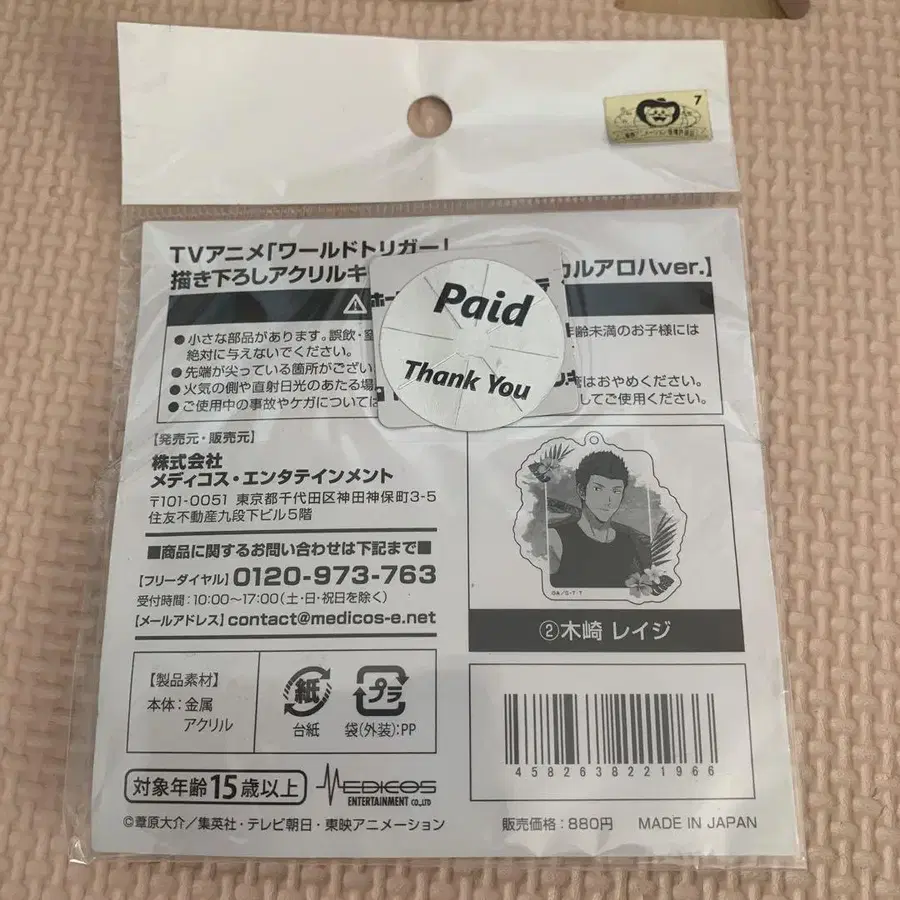 7
TVアニメ「ワールドトリガー」
描き下ろしアクリルキ
カルアロハver.】
Paid
Thank You
●小さな部品があります。誤飲・窒
年齢未満のお子様には
絶対に与えないでください。
●先端が尖っている箇所がござい
●火気の側や直射日光のあたる場
はおやめください。
●ご使用中の事故やケガについては
してご使用ください。
【発売元・販売元】
株式会社
メディコス・エンタテインメント
〒101-0051 東京都千代田区神田神保町3-5
住友不動産九段下ビル5階
■商品に関するお問い合わせは下記まで■
【フリーダイヤル】0120-973-763
受付時間:10:00〜17:00(土・日・祝日を除く)
【メールアドレス】contact@medicos-e.net
②木崎 レイジ
【製品素材】
本体:金属
アクリル
紙
台紙
プラ
袋(外装):PP
4582638221966
対象年齢15歳以上
MEDICOS
ENTERTAINMENT CO.,LTD
©葦原大介/集英社・テレビ朝日・東映アニメーション
販売価格:880円
MADE IN JAPAN